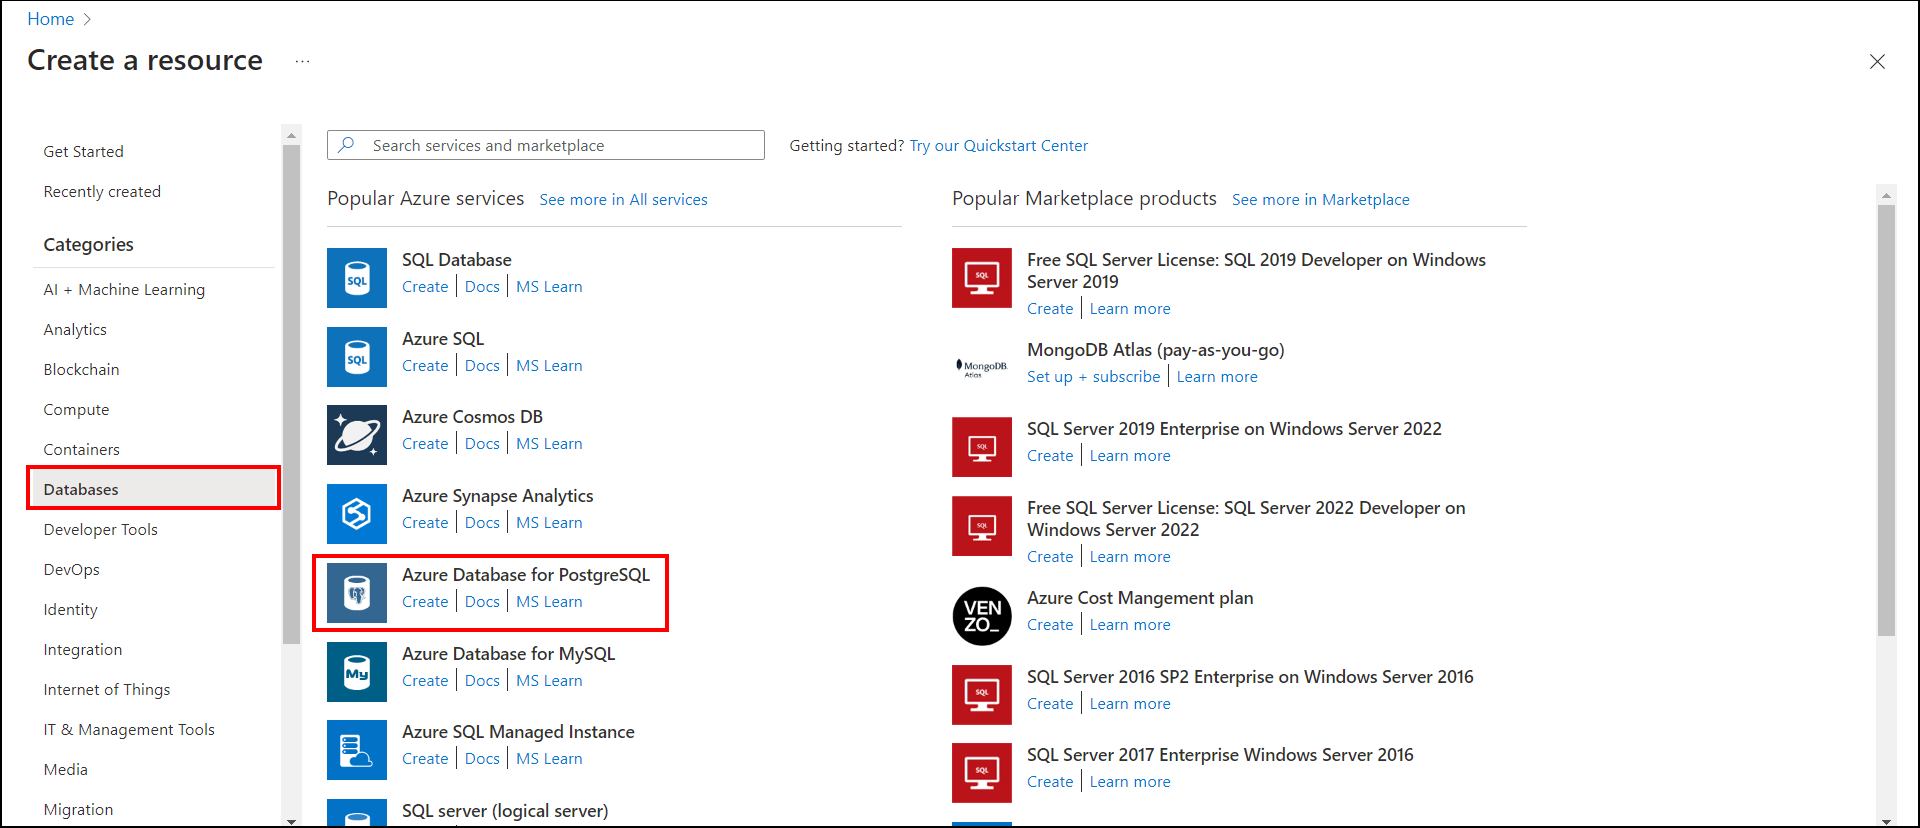 Home
Create a resource ...
Get Started
Recently created
Categories
AI + Machine Learning
Analytics
Blockchain
Compute
Containers
Databases
Developer Tools
DevOps
Identity
Integration
Internet of Things
IT & Management Tools
Media
Migration
Search services and marketplace
Getting started? Try our Quickstart Center
Popular Azure services See more in All services
SQL
SQL Database
Create | Docs | MS Learn
SQL
Azure SQL
Create | Docs | MS Learn
Azure Cosmos DB
Create | Docs | MS Learn
Azure Synapse Analytics
Create | Docs | MS Learn
Azure Database for PostgreSQL
Create | Docs | MS Learn
My
Azure Database for MySQL
Create | Docs | MS Learn
Azure SQL Managed Instance
Create | Docs | MS Learn
SQL server (logical server)
Popular Marketplace products See more in Marketplace
SQL
Free SQL Server License: SQL 2019 Developer on Windows
Server 2019
Create | Learn more
MongoDB.
Atlas
MongoDB Atlas (pay-as-you-go)
Set up + subscribe | Learn more
SQL
SQL Server 2019 Enterprise on Windows Server 2022
Create | Learn more
SQL
Free SQL Server License: SQL Server 2022 Developer on
Windows Server 2022
Create | Learn more
VEN
ZO_
Azure Cost Mangement plan
Create | Learn more
SQL
SQL Server 2016 SP2 Enterprise on Windows Server 2016
Create | Learn more
SQL
SQL Server 2017 Enterprise Windows Server 2016
Create | Learn more